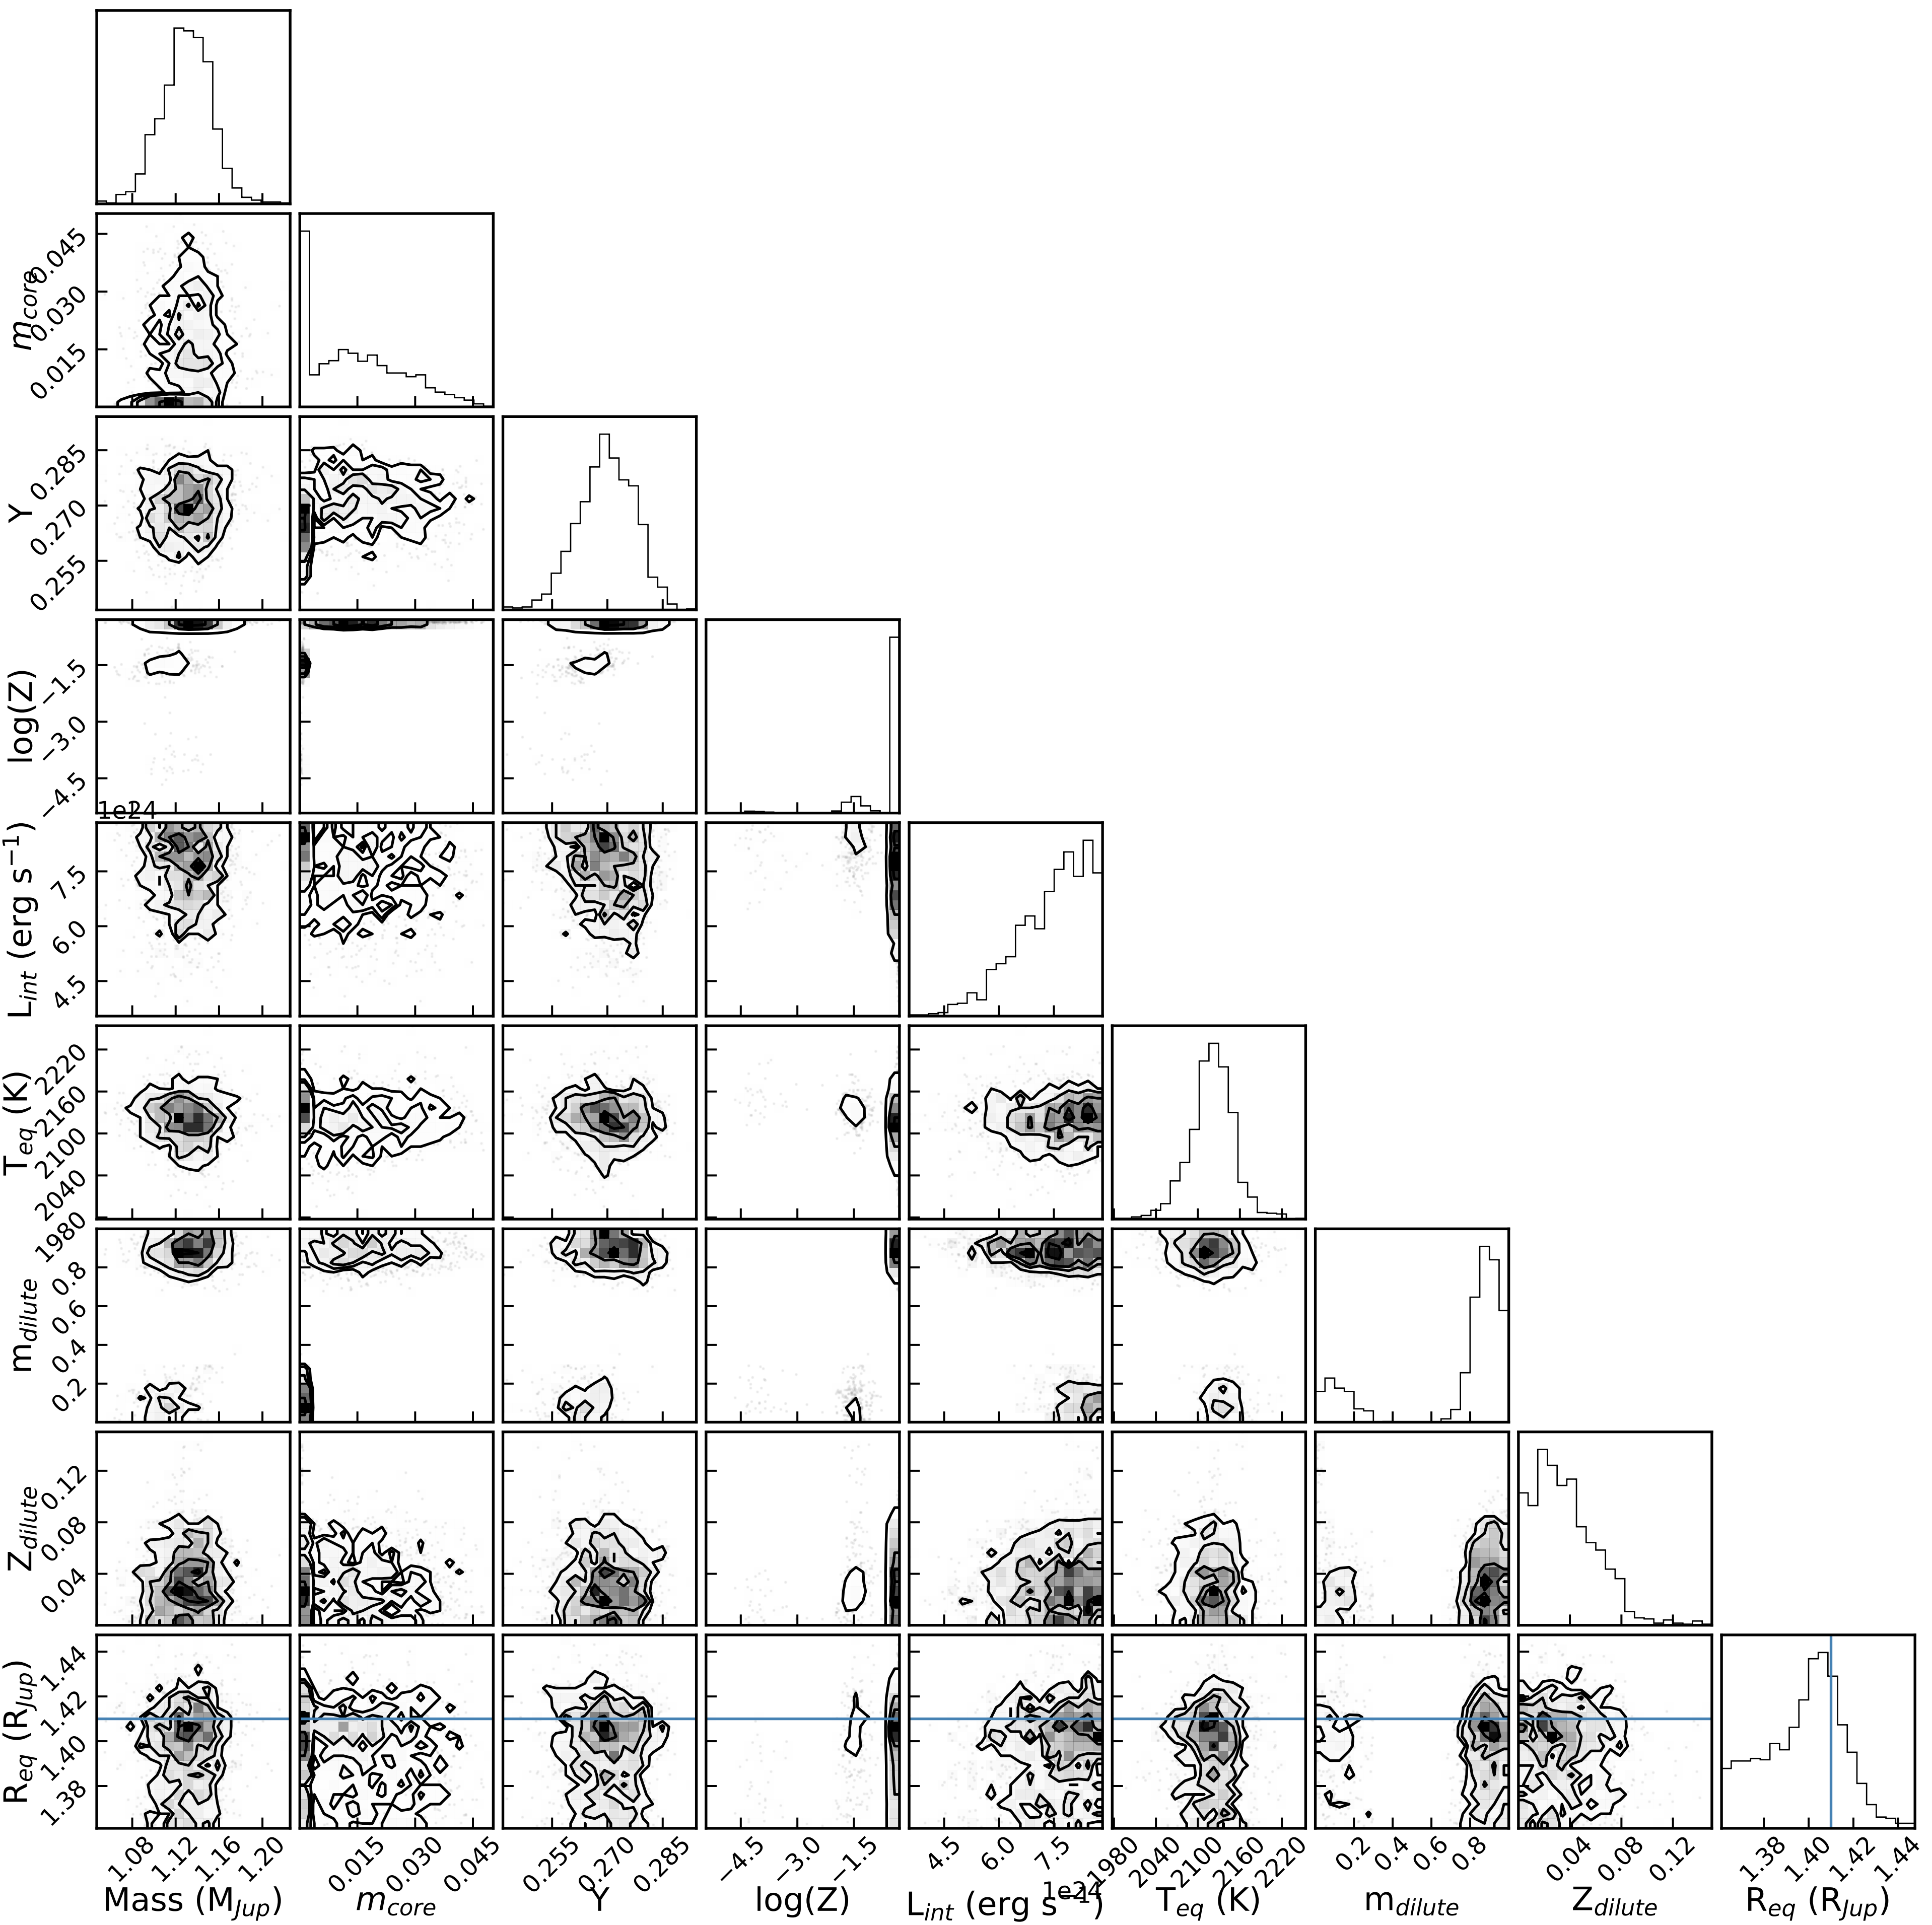 m_core
0.045
0.030
0.015
Y
0.285
0.270
0.255
log(Z)
−1.5
−3.0
−4.5
1e24
L_int (erg s⁻¹)
7.5
6.0
4.5
T_eq (K)
2220
2160
2100
2040
1980
m_dilute
0.8
0.6
0.4
0.2
Z_dilute
0.12
0.08
0.04
R_eq (R_Jup)
1.44
1.42
1.40
1.38
1.08 1.12 1.16 1.20 0.015 0.030 0.045 0.255 0.270 0.285 −4.5 −3.0 −1.5 4.5 6.0 7.5 1980 2040 2100 2160 2220 0.2 0.4 0.6 0.8 0.04 0.08 0.12 1.38 1.40 1.42 1.44
1e24
Mass (M_Jup) m_core Y log(Z) L_int (erg s⁻¹) T_eq (K) m_dilute Z_dilute R_eq (R_Jup)